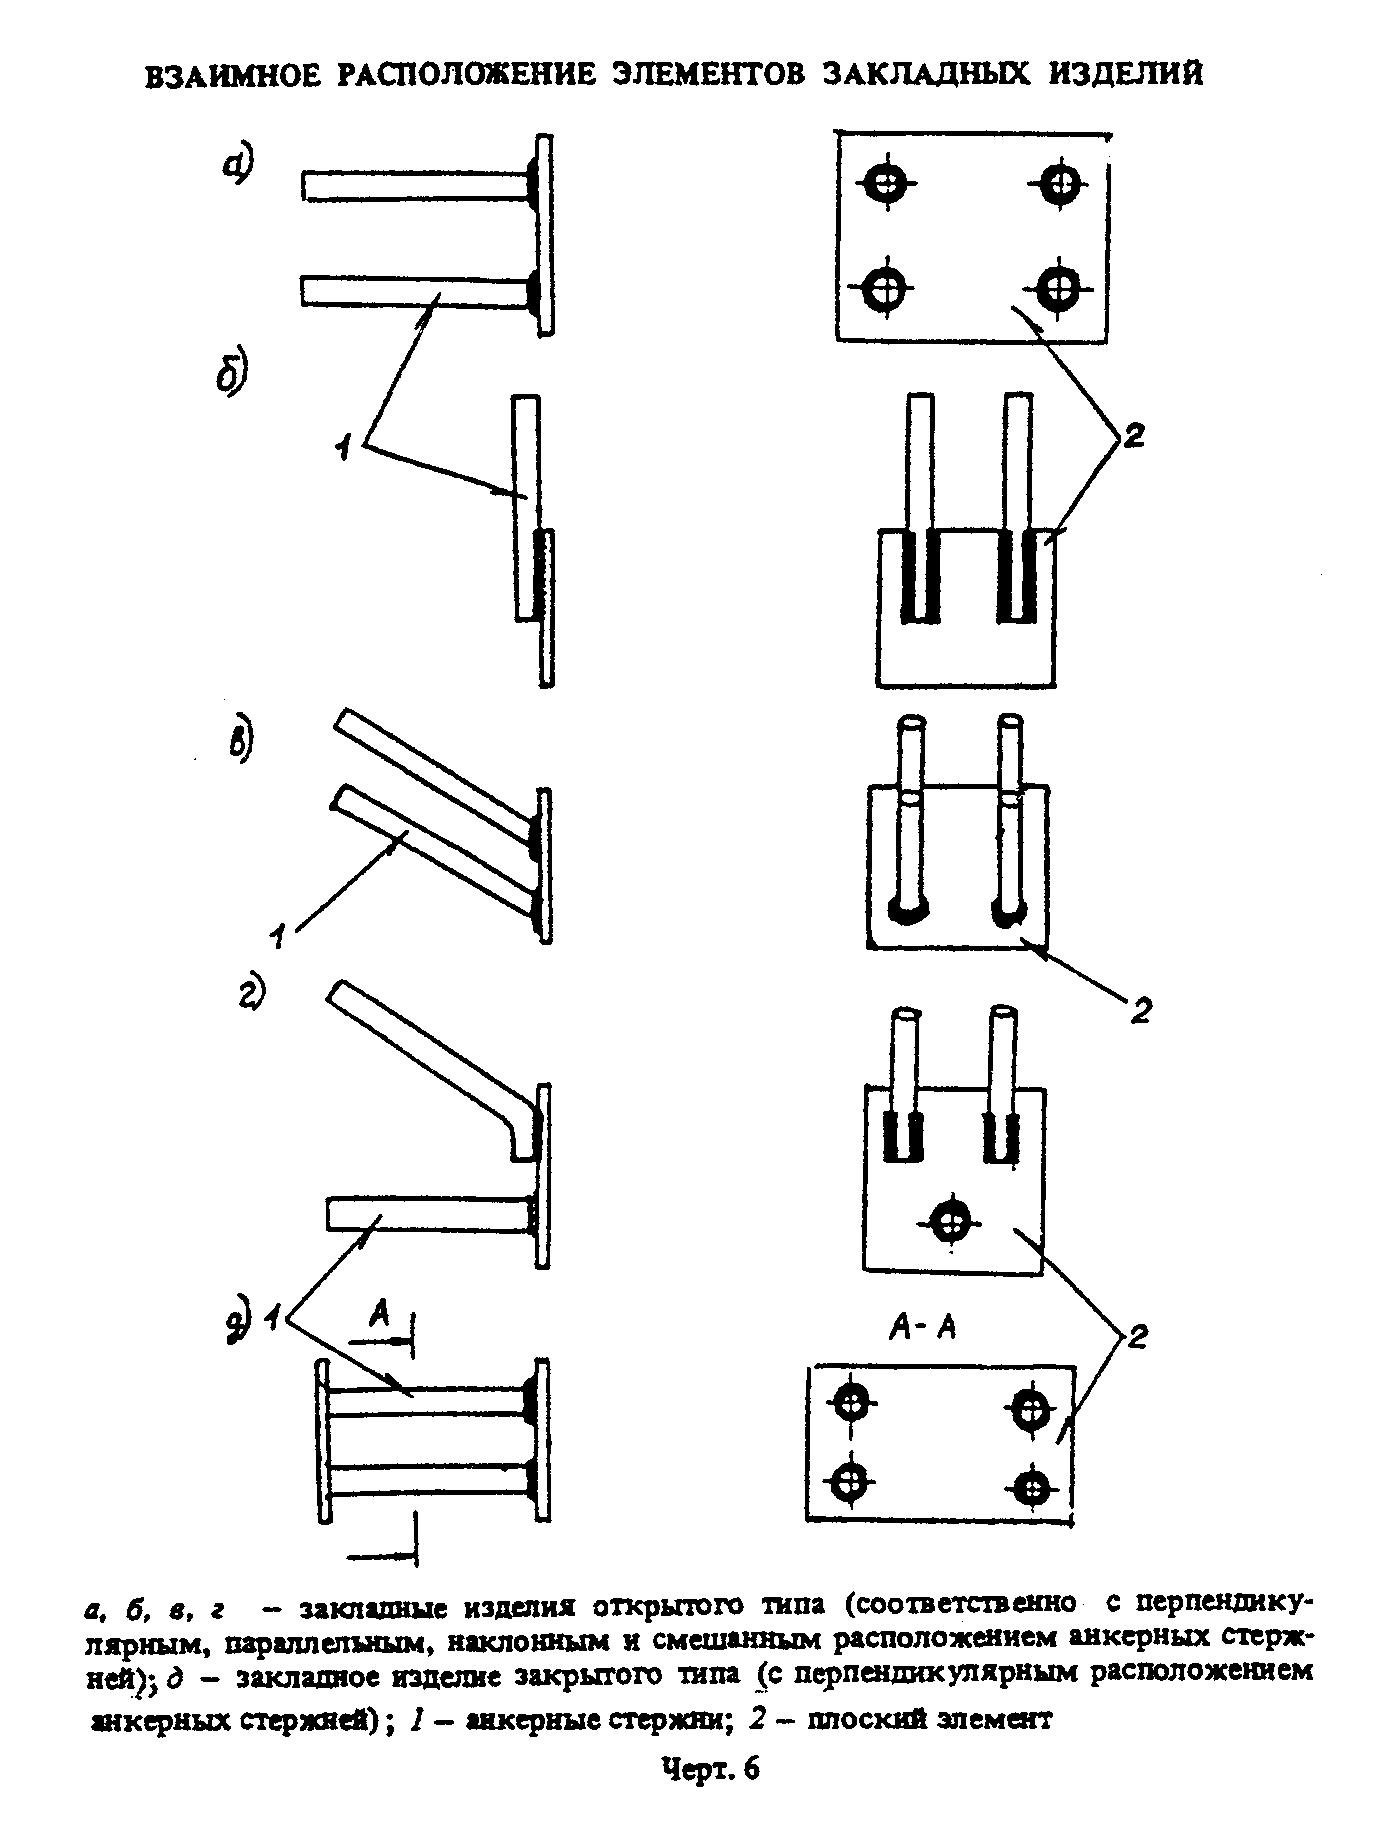 ВЗАИМНОЕ РАСПОЛОЖЕНИЕ ЭЛЕМЕНТОВ ЗАКЛАДНЫХ ИЗДЕЛИЙ
а)
б)
1
2
в)
1
2
г)
д)
1
А
А-А
2
а, б, в, г — закладные изделия открытого типа (соответственно с перпендику-
лярным, параллельным, наклонным и смешанным расположением анкерных стерж-
ней); д — закладное изделие закрытого типа (с перпендикулярным расположением
анкерных стержней); 1 — анкерные стержни; 2 — плоский элемент
Черт. 6